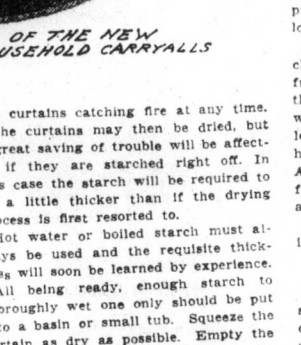 OF THE NEW
HOUSEHOLD CARRYALLS
curtains catching fire at any time.
he curtains may then be dried, but
great saving of trouble will be affect-
if they are starched right off. In
s case the starch will be required to
a little thicker than if the drying
ocess is first resorted to.
Hot water or boiled starch must al-
ys be used and the requisite thick-
es will soon be learned by experience.
All being ready, enough starch to
oroughly wet one only should be put
to a basin or small tub. Squeeze the
rtain as dry as possible. Empty the